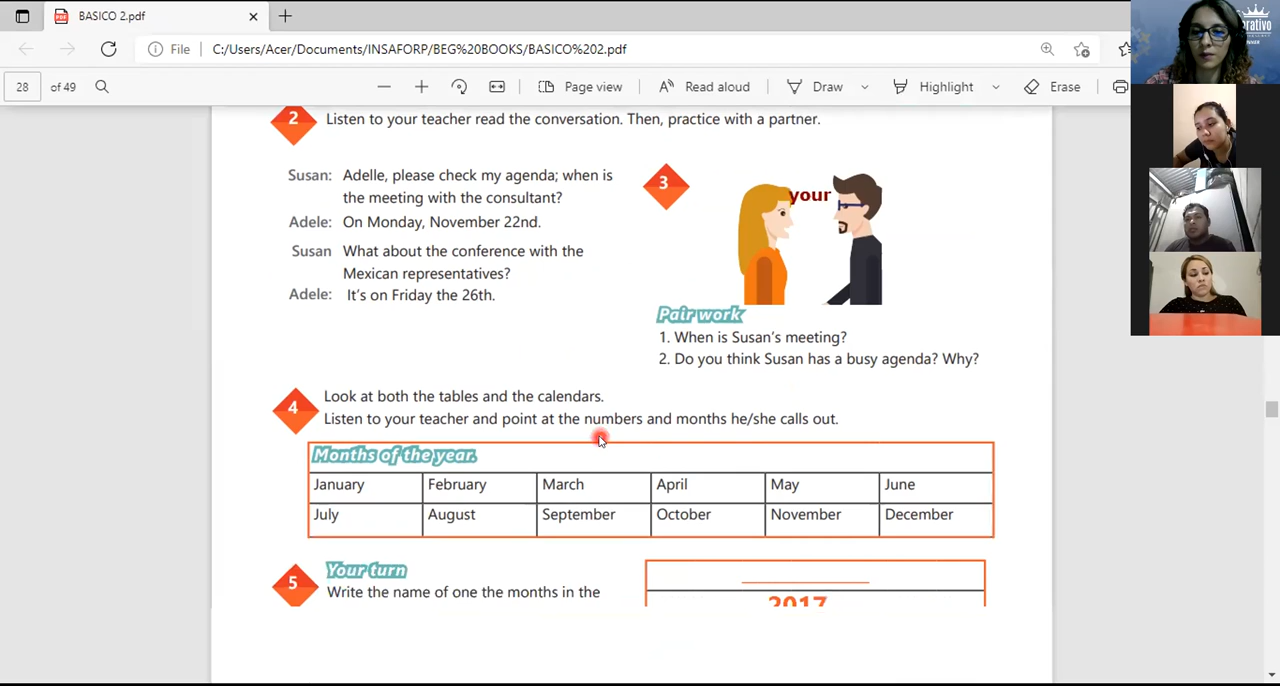 BASICO 2.pdf
File C:/Users/Acer/Documents/INSAFORP/BEG%20BOOKS/BASICO%202.pdf
28 of 49 Page view Read aloud Draw Highlight Erase
2 Listen to your teacher read the conversation. Then, practice with a partner.
Susan: Adelle, please check my agenda; when is
the meeting with the consultant?
Adele: On Monday, November 22nd.
Susan What about the conference with the
Mexican representatives?
Adele: It's on Friday the 26th.
3
your
Pair work
1. When is Susan's meeting?
2. Do you think Susan has a busy agenda? Why?
4 Look at both the tables and the calendars.
Listen to your teacher and point at the numbers and months he/she calls out.
Months of the year.
January February March April May June
July August September October November December
5 Your turn
Write the name of one the months in the
2017